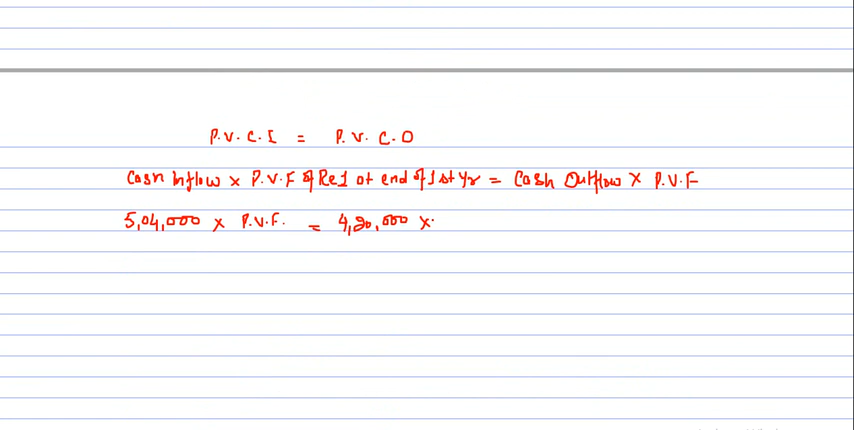 P.V.C.I = P.V.C.O
Cash Inflow × P.V.F of Re1 at end of 1st Yr = Cash Outflow × P.V.F
5,04,000 × P.V.F. = 4,20,000 ×